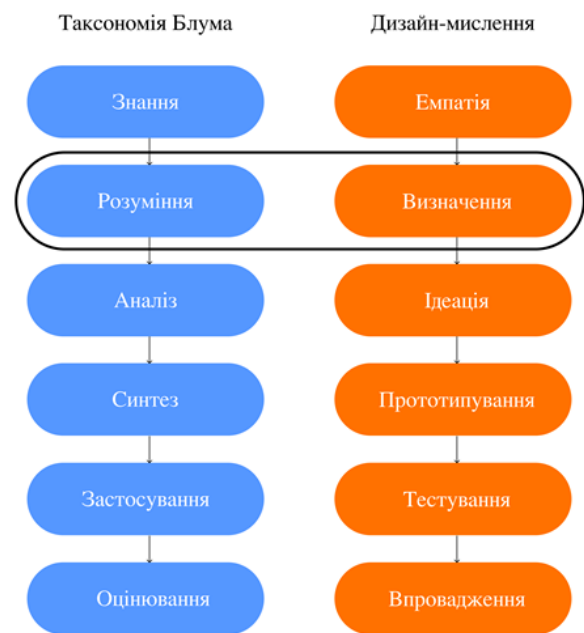 Таксономія Блума
Дизайн-мислення
Знання
Емпатія
Розуміння
Визначення
Аналіз
Ідеація
Синтез
Прототипування
Застосування
Тестування
Оцінювання
Впровадження